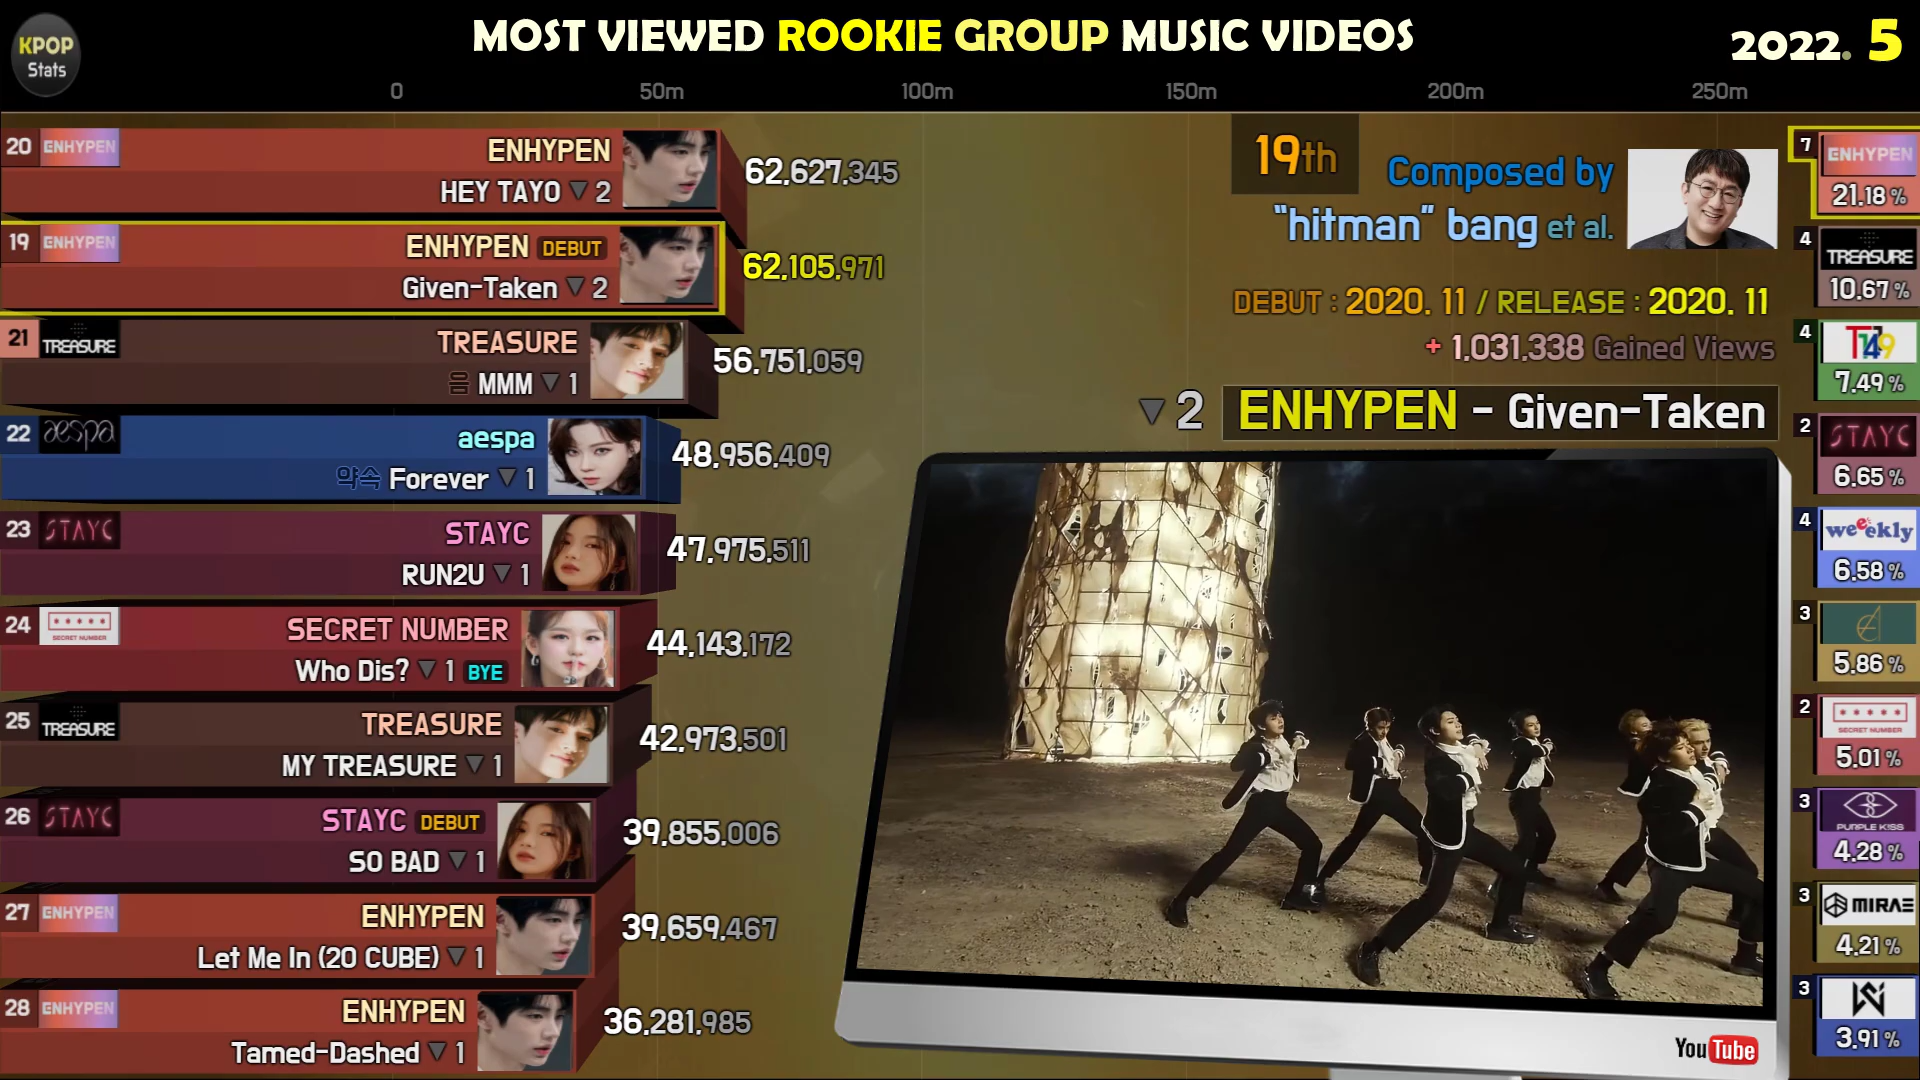 KPOP
Stats
MOST VIEWED ROOKIE GROUP MUSIC VIDEOS
2022. 5
0 50m 100m 150m 200m 250m
20 ENHYPEN ENHYPEN
HEY TAYO ▼ 2
62,627,345
19 ENHYPEN ENHYPEN DEBUT
Given-Taken ▼ 2
62,105,971
21 TREASURE TREASURE
음 MMM ▼ 1
56,751,059
22 aespa aespa
약속 Forever ▼ 1
48,956,409
23 STAYC STAYC
RUN2U ▼ 1
47,975,511
24 SECRET NUMBER SECRET NUMBER
Who Dis? ▼ 1 BYE
44,143,172
25 TREASURE TREASURE
MY TREASURE ▼ 1
42,973,501
26 STAYC STAYC DEBUT
SO BAD ▼ 1
39,855,006
27 ENHYPEN ENHYPEN
Let Me In (20 CUBE) ▼ 1
39,659,467
28 ENHYPEN ENHYPEN
Tamed-Dashed ▼ 1
36,281,985
19th
Composed by
"hitman" bang et al.
DEBUT : 2020. 11 / RELEASE : 2020. 11
+ 1,031,338 Gained Views
▼ 2 ENHYPEN - Given-Taken
YouTube
7 ENHYPEN
21.18 %
4 TREASURE
10.67 %
4 T1419
7.49 %
2 STAYC
6.65 %
4 weeekly
6.58 %
3
5.86 %
2 SECRET NUMBER
5.01 %
3 PURPLE KISS
4.28 %
3 MIRAE
4.21 %
3
3.91 %